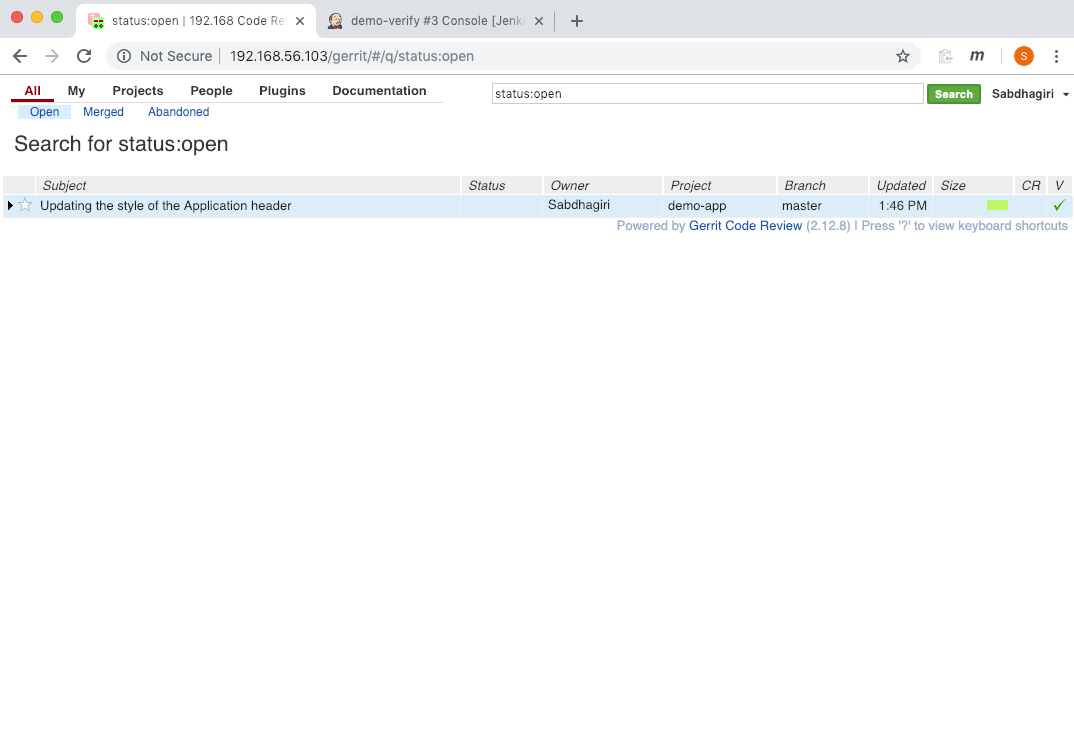 status:open | 192.168 Code Re
demo-verify #3 Console [Jenki
Not Secure 192.168.56.103/gerrit/#/q/status:open
m
S
All My Projects People Plugins Documentation
status:open Search Sabdhagiri
Open Merged Abandoned
Search for status:open
Subject Status Owner Project Branch Updated Size CR V
Updating the style of the Application header Sabdhagiri demo-app master 1:46 PM
Powered by Gerrit Code Review (2.12.8) | Press '?' to view keyboard shortcuts